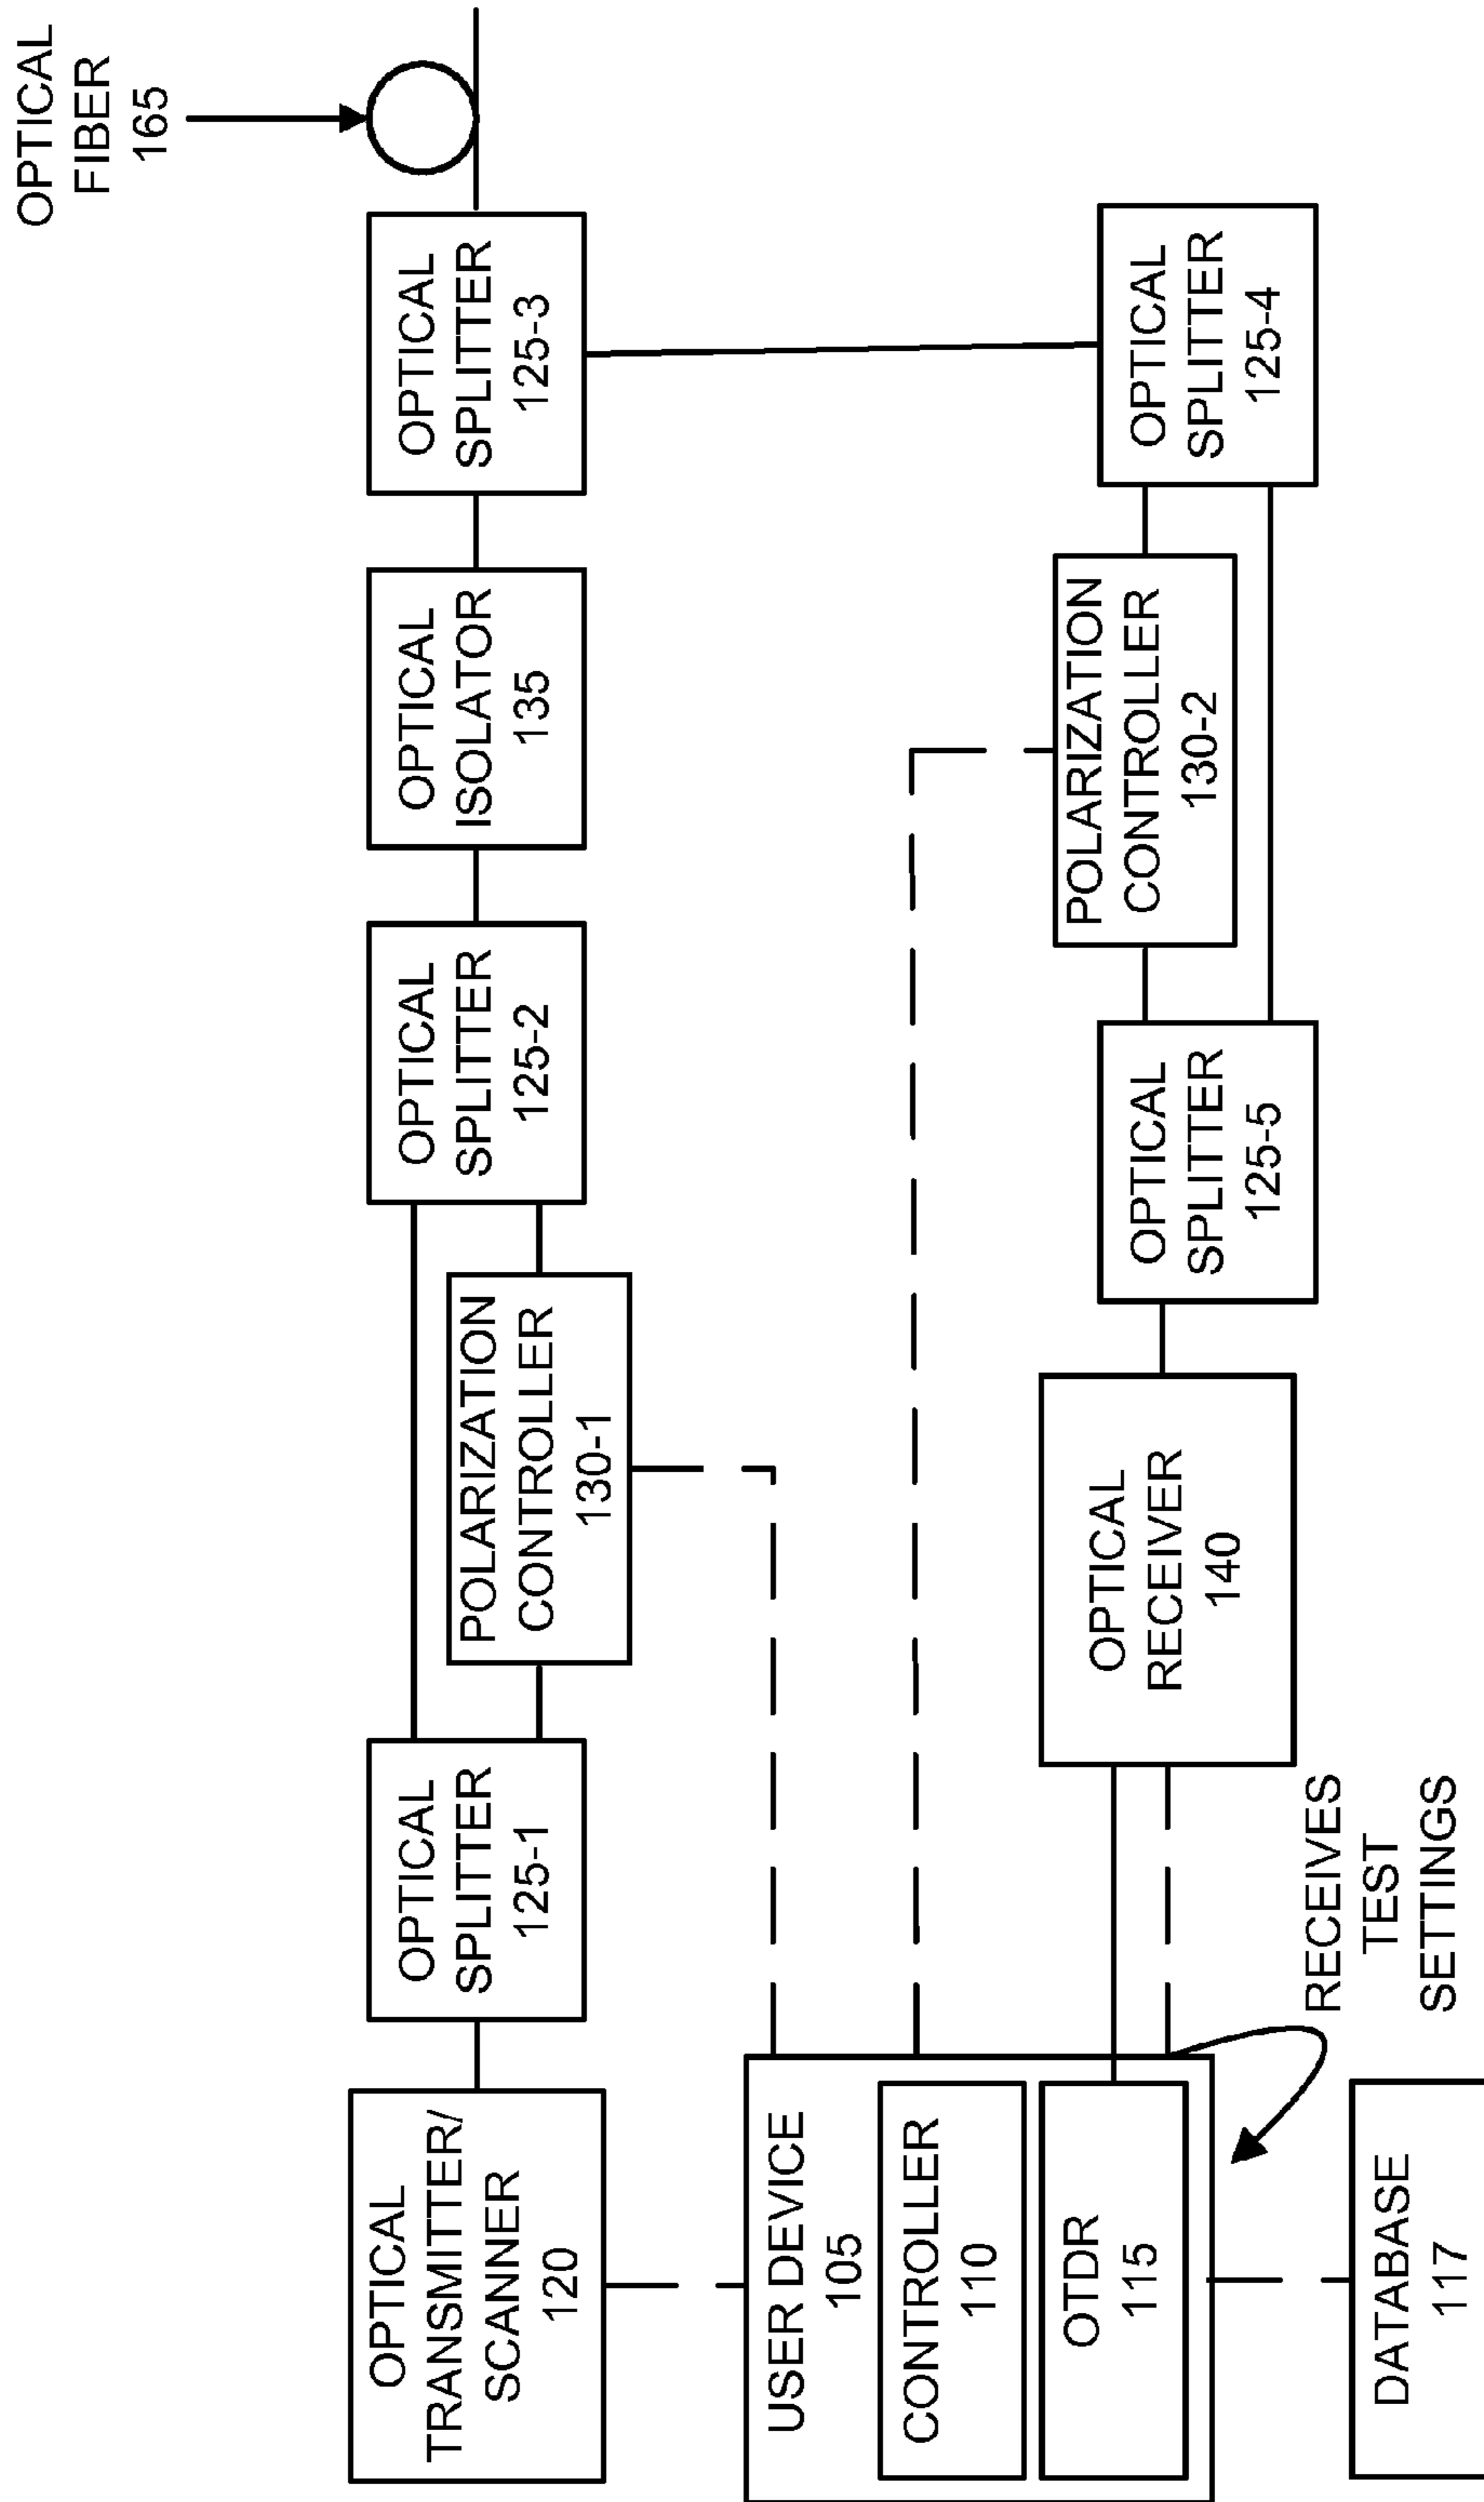 OPTICAL
TRANSMITTER/
SCANNER
120
OPTICAL
SPLITTER
125-1
POLARIZATION
CONTROLLER
130-1
OPTICAL
SPLITTER
125-2
OPTICAL
ISOLATOR
135
OPTICAL
SPLITTER
125-3
OPTICAL
FIBER
165
USER DEVICE
105
CONTROLLER
110
OTDR
115
OPTICAL
RECEIVER
140
OPTICAL
SPLITTER
125-5
POLARIZATION
CONTROLLER
130-2
OPTICAL
SPLITTER
125-4
RECEIVES
TEST
SETTINGS
DATABASE
117